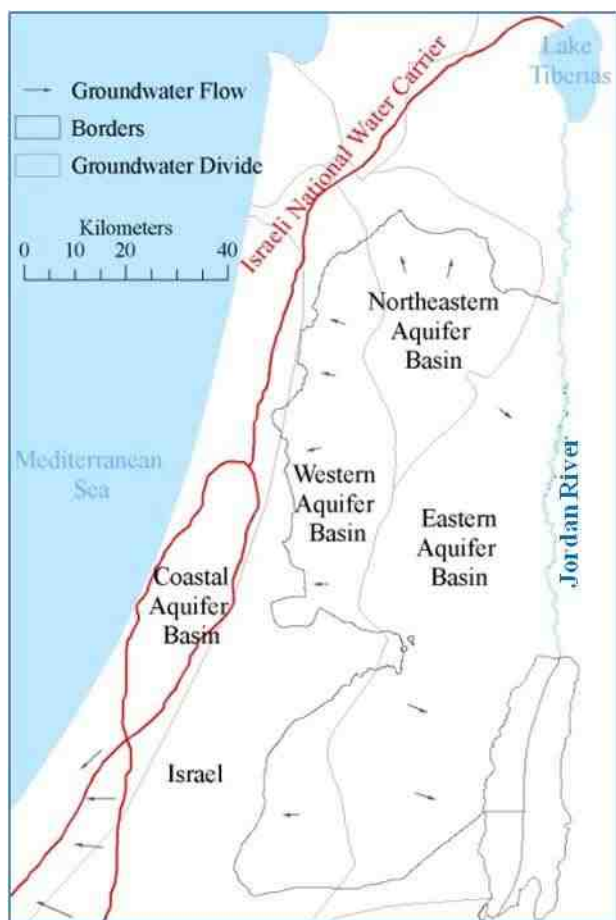 Lake
Tiberias
Groundwater Flow
Borders
Groundwater Divide
Kilometers
0 20 40
Israeli National Water Carrier
Northeastern
Aquifer
Basin
Mediterranean
Sea
Western
Aquifer
Basin
Eastern
Aquifer
Basin
Jordan River
Coastal
Aquifer
Basin
Israel